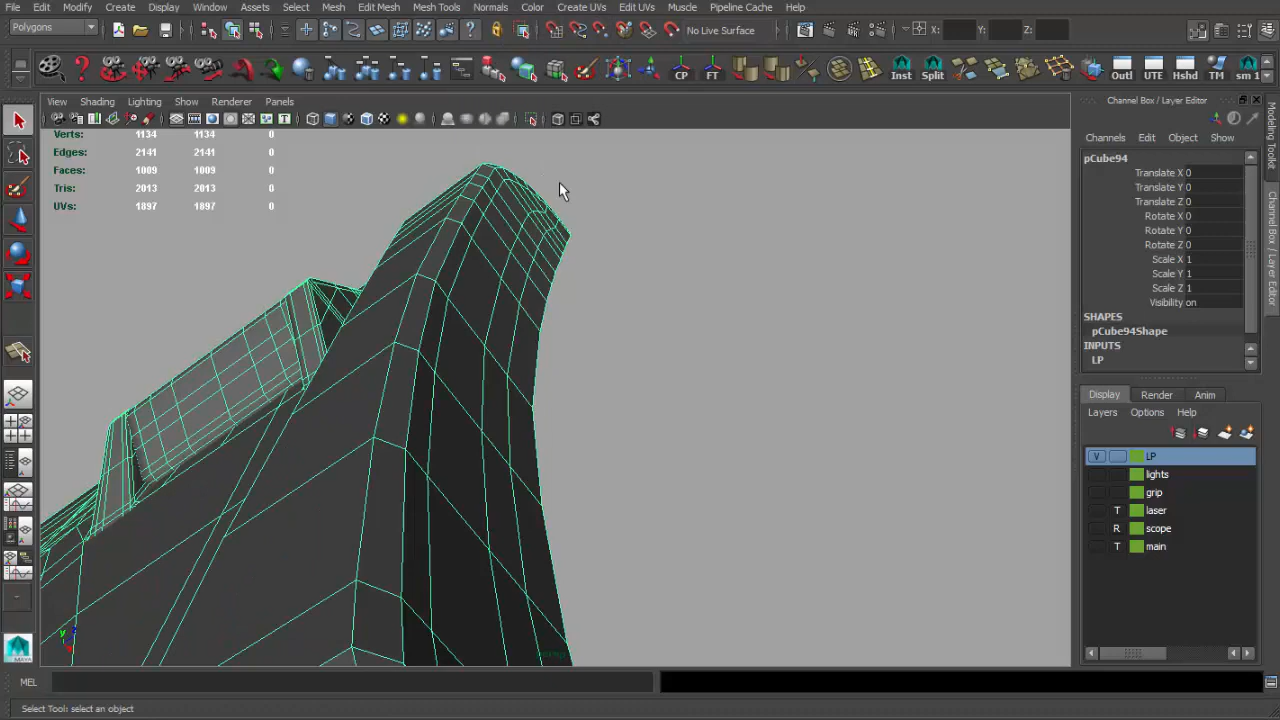 File Edit Modify Create Display Window Assets Select Mesh Edit Mesh Mesh Tools Normals Color Create UVs Edit UVs Muscle Pipeline Cache Help
Polygons No Live Surface X: Y: Z:
CP FT Inst Split Outl UTE Hshd TM sm 1
View Shading Lighting Show Renderer Panels
Channel Box / Layer Editor
Verts: 1134 1134 0
Edges: 2141 2141 0
Faces: 1009 1009 0
Tris: 2013 2013 0
UVs: 1897 1897 0
Channels Edit Object Show
pCube94
Translate X 0
Translate Y 0
Translate Z 0
Rotate X 0
Rotate Y 0
Rotate Z 0
Scale X 1
Scale Y 1
Scale Z 1
Visibility on
SHAPES
pCube94Shape
INPUTS
LP
Display Render Anim
Layers Options Help
V LP
lights
grip
T laser
R scope
T main
Modeling Toolkit
Channel Box / Layer Editor
y
MEL
Select Tool: select an object